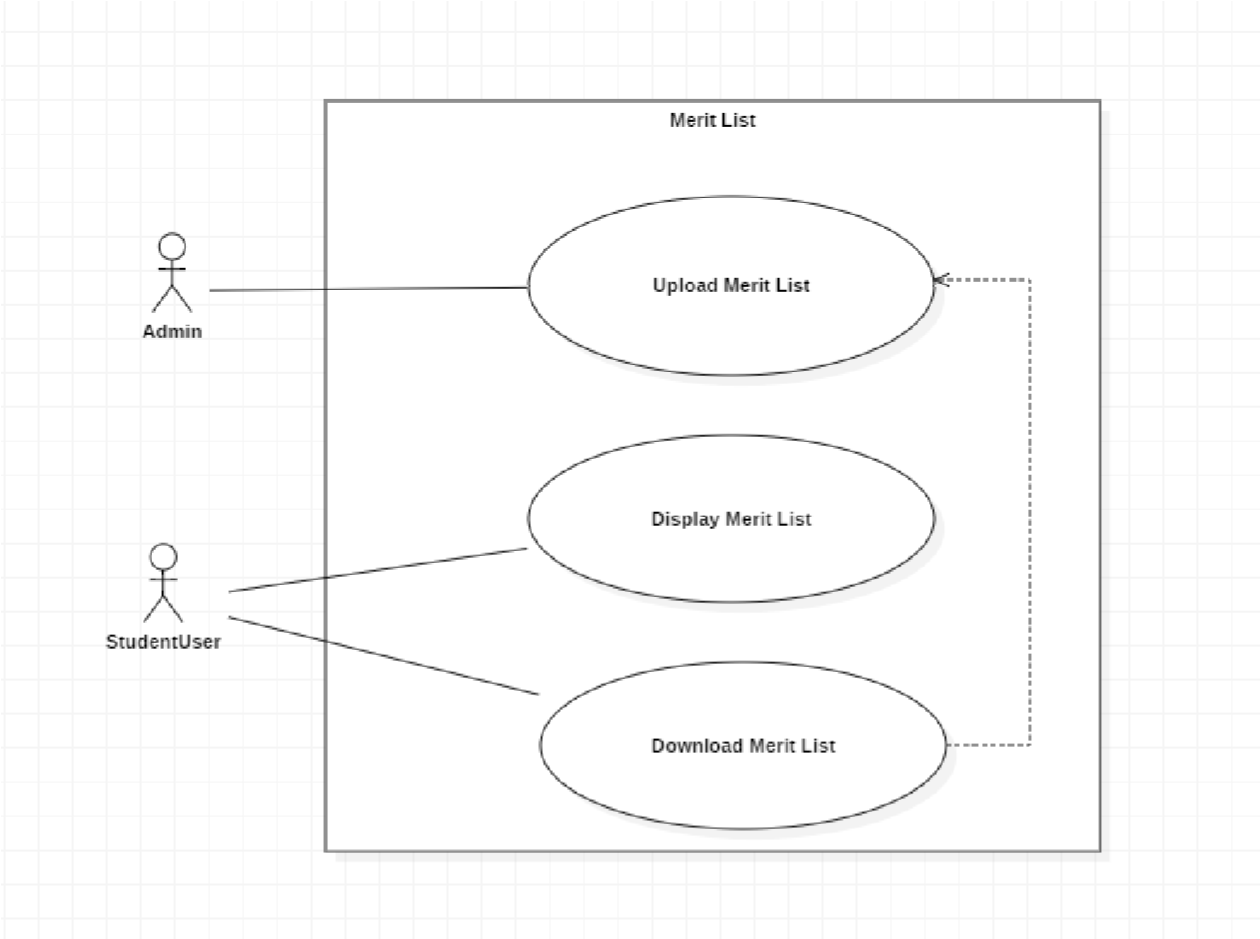 Merit List
Upload Merit List
Admin
Display Merit List
StudentUser
Download Merit List